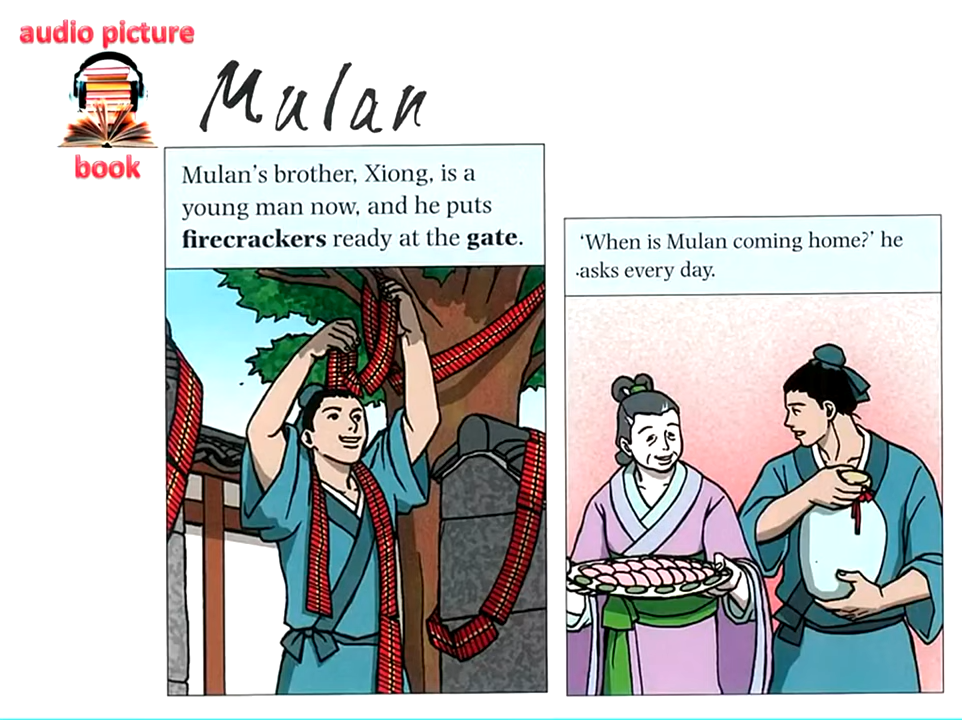 audio picture
book
Mulan
Mulan's brother, Xiong, is a
young man now, and he puts
firecrackers ready at the gate.
'When is Mulan coming home?' he
asks every day.